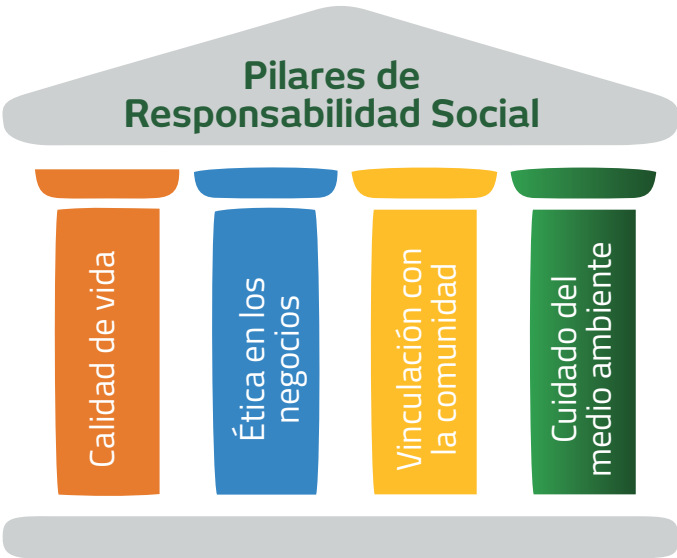 Pilares de
Responsabilidad Social
Calidad de vida
Ética en los
negocios
Vinculación con
la comunidad
Cuidado del
medio ambiente